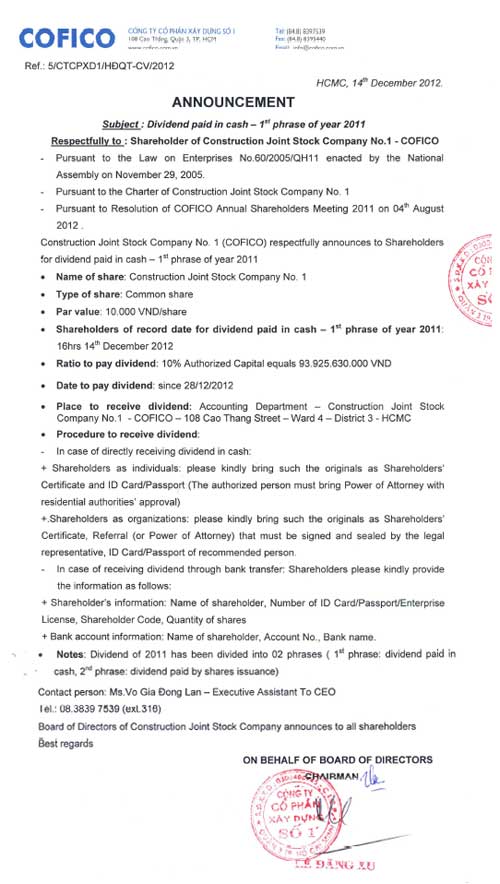 COFICO
CÔNG TY CỔ PHẦN XÂY DỰNG SỐ 1
108 Cao Thắng, Quận 3, TP. HCM
www.cofico.com.vn
Tel: (84.8) 8397539
Fax: (84.8) 8395440
Email: info@cofico.com.vn
Ref.: 5/CTCPXD1/HĐQT-CV/2012
HCMC, 14th December 2012.
ANNOUNCEMENT
Subject : Dividend paid in cash – 1st phrase of year 2011
Respectfully to : Shareholder of Construction Joint Stock Company No.1 - COFICO
- Pursuant to the Law on Enterprises No.60/2005/QH11 enacted by the National
Assembly on November 29, 2005.
- Pursuant to the Charter of Construction Joint Stock Company No. 1
- Pursuant to Resolution of COFICO Annual Shareholders Meeting 2011 on 04th August
2012 .
Construction Joint Stock Company No. 1 (COFICO) respectfully announces to Shareholders
for dividend paid in cash – 1st phrase of year 2011
• Name of share: Construction Joint Stock Company No. 1
• Type of share: Common share
• Par value: 10.000 VND/share
• Shareholders of record date for dividend paid in cash – 1st phrase of year 2011:
16hrs 14th December 2012
• Ratio to pay dividend: 10% Authorized Capital equals 93.925.630.000 VND
• Date to pay dividend: since 28/12/2012
• Place to receive dividend: Accounting Department – Construction Joint Stock
Company No.1 - COFICO – 108 Cao Thang Street – Ward 4 – District 3 - HCMC
• Procedure to receive dividend:
- In case of directly receiving dividend in cash:
+ Shareholders as individuals: please kindly bring such the originals as Shareholders'
Certificate and ID Card/Passport (The authorized person must bring Power of Attorney with
residential authorities' approval)
+.Shareholders as organizations: please kindly bring such the originals as Shareholders'
Certificate, Referral (or Power of Attorney) that must be signed and sealed by the legal
representative, ID Card/Passport of recommended person.
- In case of receiving dividend through bank transfer: Shareholders please kindly provide
the information as follows:
+ Shareholder's information: Name of shareholder, Number of ID Card/Passport/Enterprise
License, Shareholder Code, Quantity of shares
+ Bank account information: Name of shareholder, Account No., Bank name.
• Notes: Dividend of 2011 has been divided into 02 phrases ( 1st phrase: dividend paid in
cash, 2nd phrase: dividend paid by shares issuance)
Contact person: Ms.Vo Gia Đong Lan – Executive Assistant To CEO
Tel.: 08.3839 7539 (ext.316)
Board of Directors of Construction Joint Stock Company announces to all shareholders
Best regards
ON BEHALF OF BOARD OF DIRECTORS
CHAIRMAN
CÔNG TY
CỔ PHẦN
XÂY DỰNG
SỐ 1
LÊ ĐĂNG XU